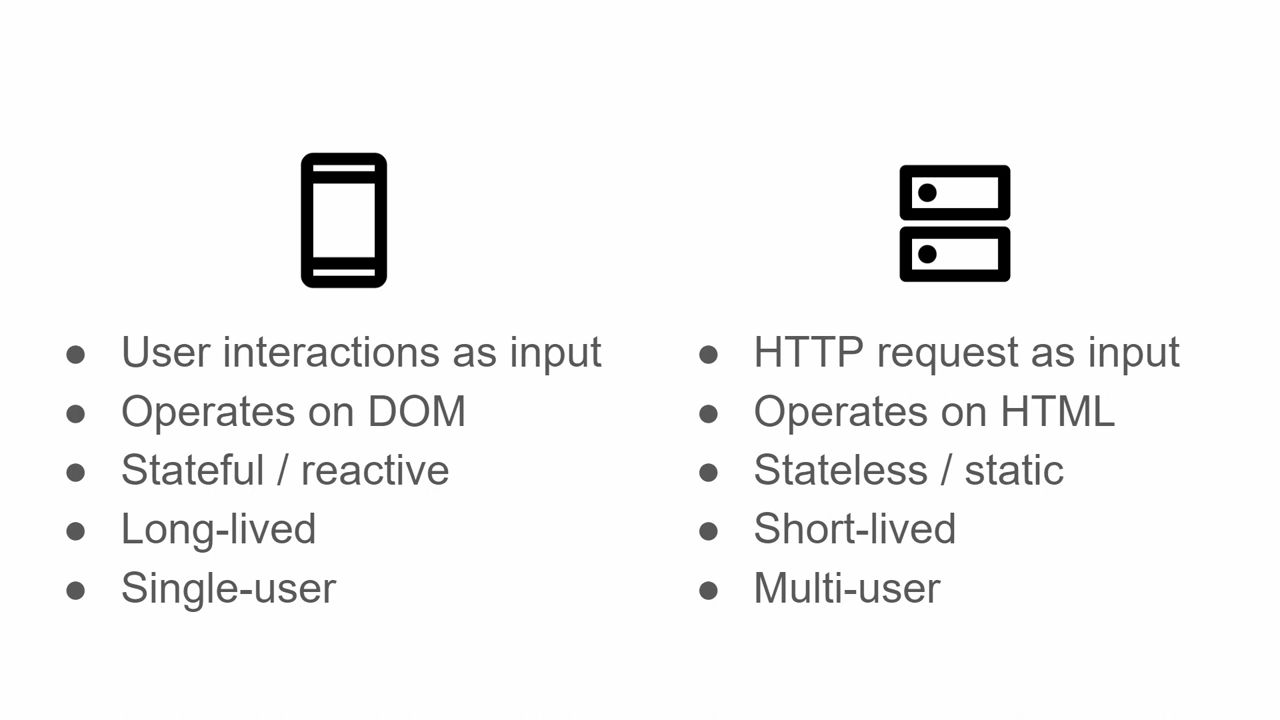 ● User interactions as input
● Operates on DOM
● Stateful / reactive
● Long-lived
● Single-user
● HTTP request as input
● Operates on HTML
● Stateless / static
● Short-lived
● Multi-user